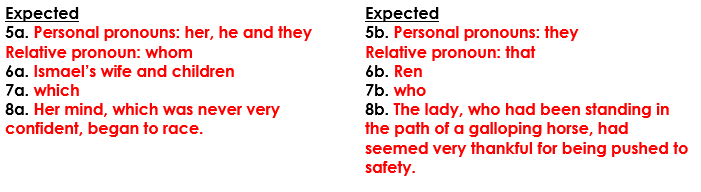 Expected
5a. Personal pronouns: her, he and they
Relative pronoun: whom
6a. Ismael's wife and children
7a. which
8a. Her mind, which was never very
confident, began to race.
Expected
5b. Personal pronouns: they
Relative pronoun: that
6b. Ren
7b. who
8b. The lady, who had been standing in
the path of a galloping horse, had
seemed very thankful for being pushed to
safety.